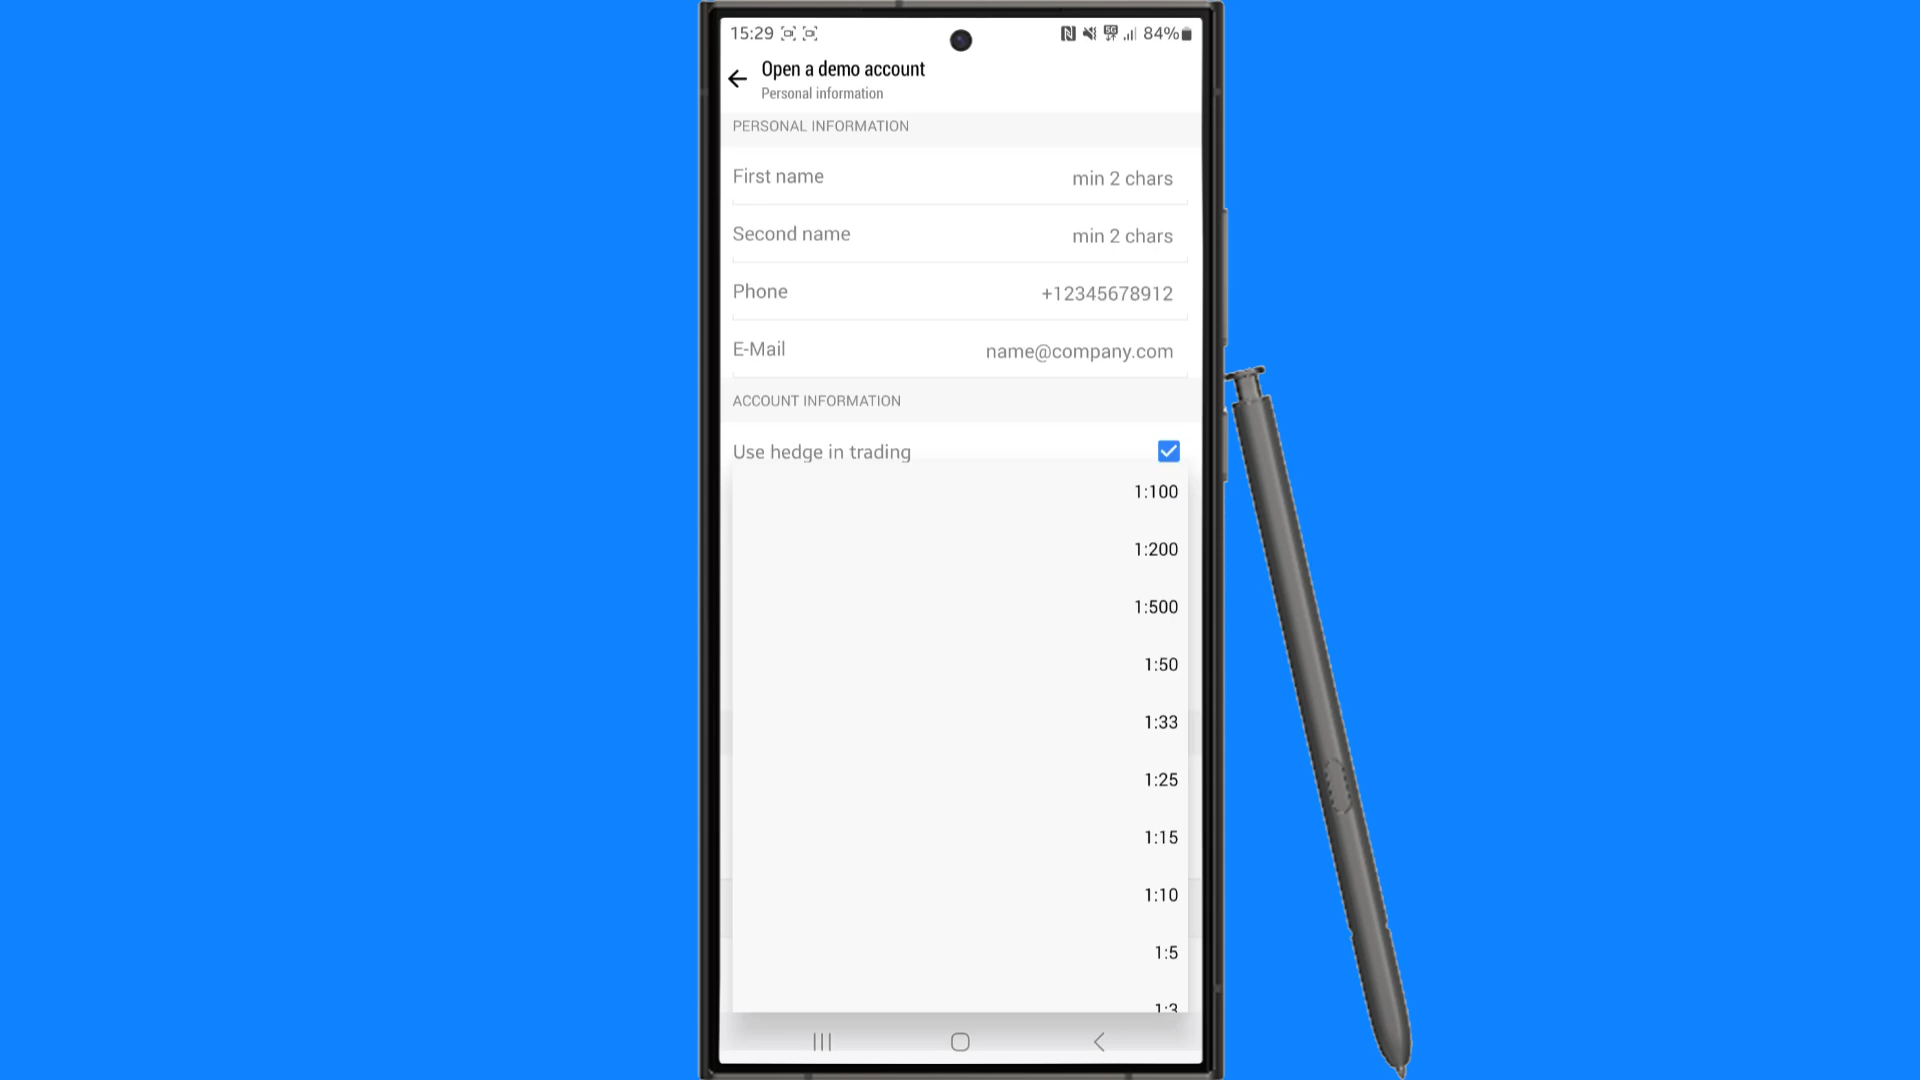 15:29 84%
Open a demo account
Personal information
PERSONAL INFORMATION
First name min 2 chars
Second name min 2 chars
Phone +12345678912
E-Mail name@company.com
ACCOUNT INFORMATION
Use hedge in trading
1:100
1:200
1:500
1:50
1:33
1:25
1:15
1:10
1:5
1:3